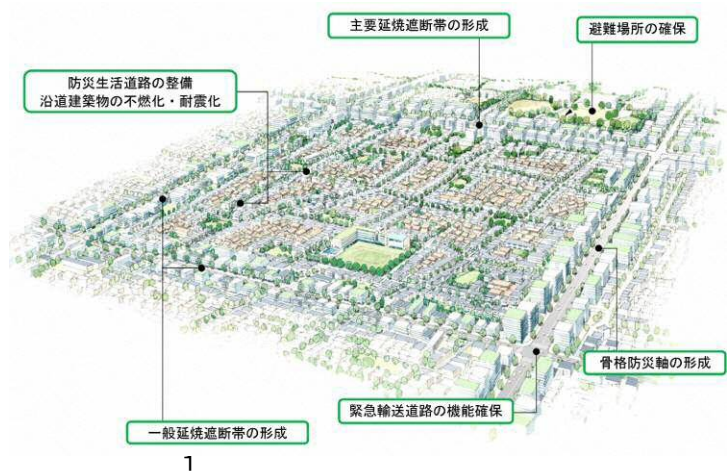 主要延焼遮断帯の形成
避難場所の確保
防災生活道路の整備
沿道建築物の不燃化・耐震化
骨格防災軸の形成
緊急輸送道路の機能確保
一般延焼遮断帯の形成
1